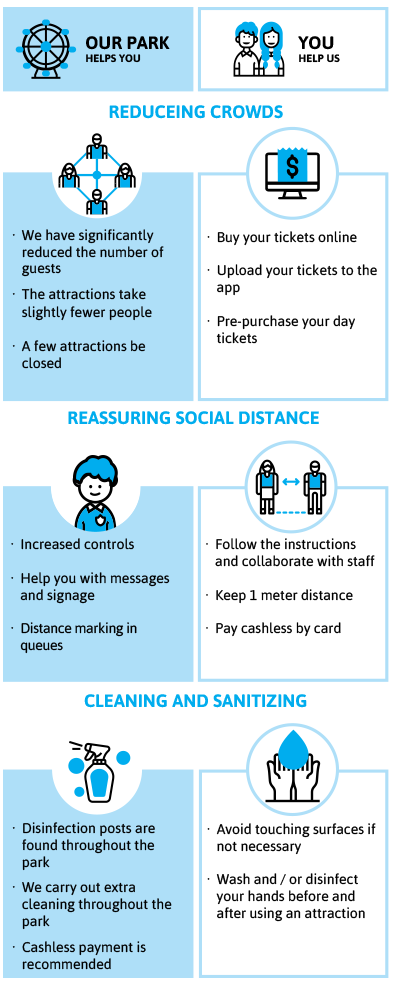 OUR PARK
HELPS YOU
YOU
HELP US
REDUCEING CROWDS
$
· We have significantly
reduced the number of
guests
· The attractions take
slightly fewer people
· A few attractions be
closed
· Buy your tickets online
· Upload your tickets to the
app
· Pre-purchase your day
tickets
REASSURING SOCIAL DISTANCE
· Increased controls
· Help you with messages
and signage
· Distance marking in
queues
· Follow the instructions
and collaborate with staff
· Keep 1 meter distance
· Pay cashless by card
CLEANING AND SANITIZING
· Disinfection posts are
found throughout the
park
· We carry out extra
cleaning throughout the
park
· Cashless payment is
recommended
· Avoid touching surfaces if
not necessary
· Wash and / or disinfect
your hands before and
after using an attraction